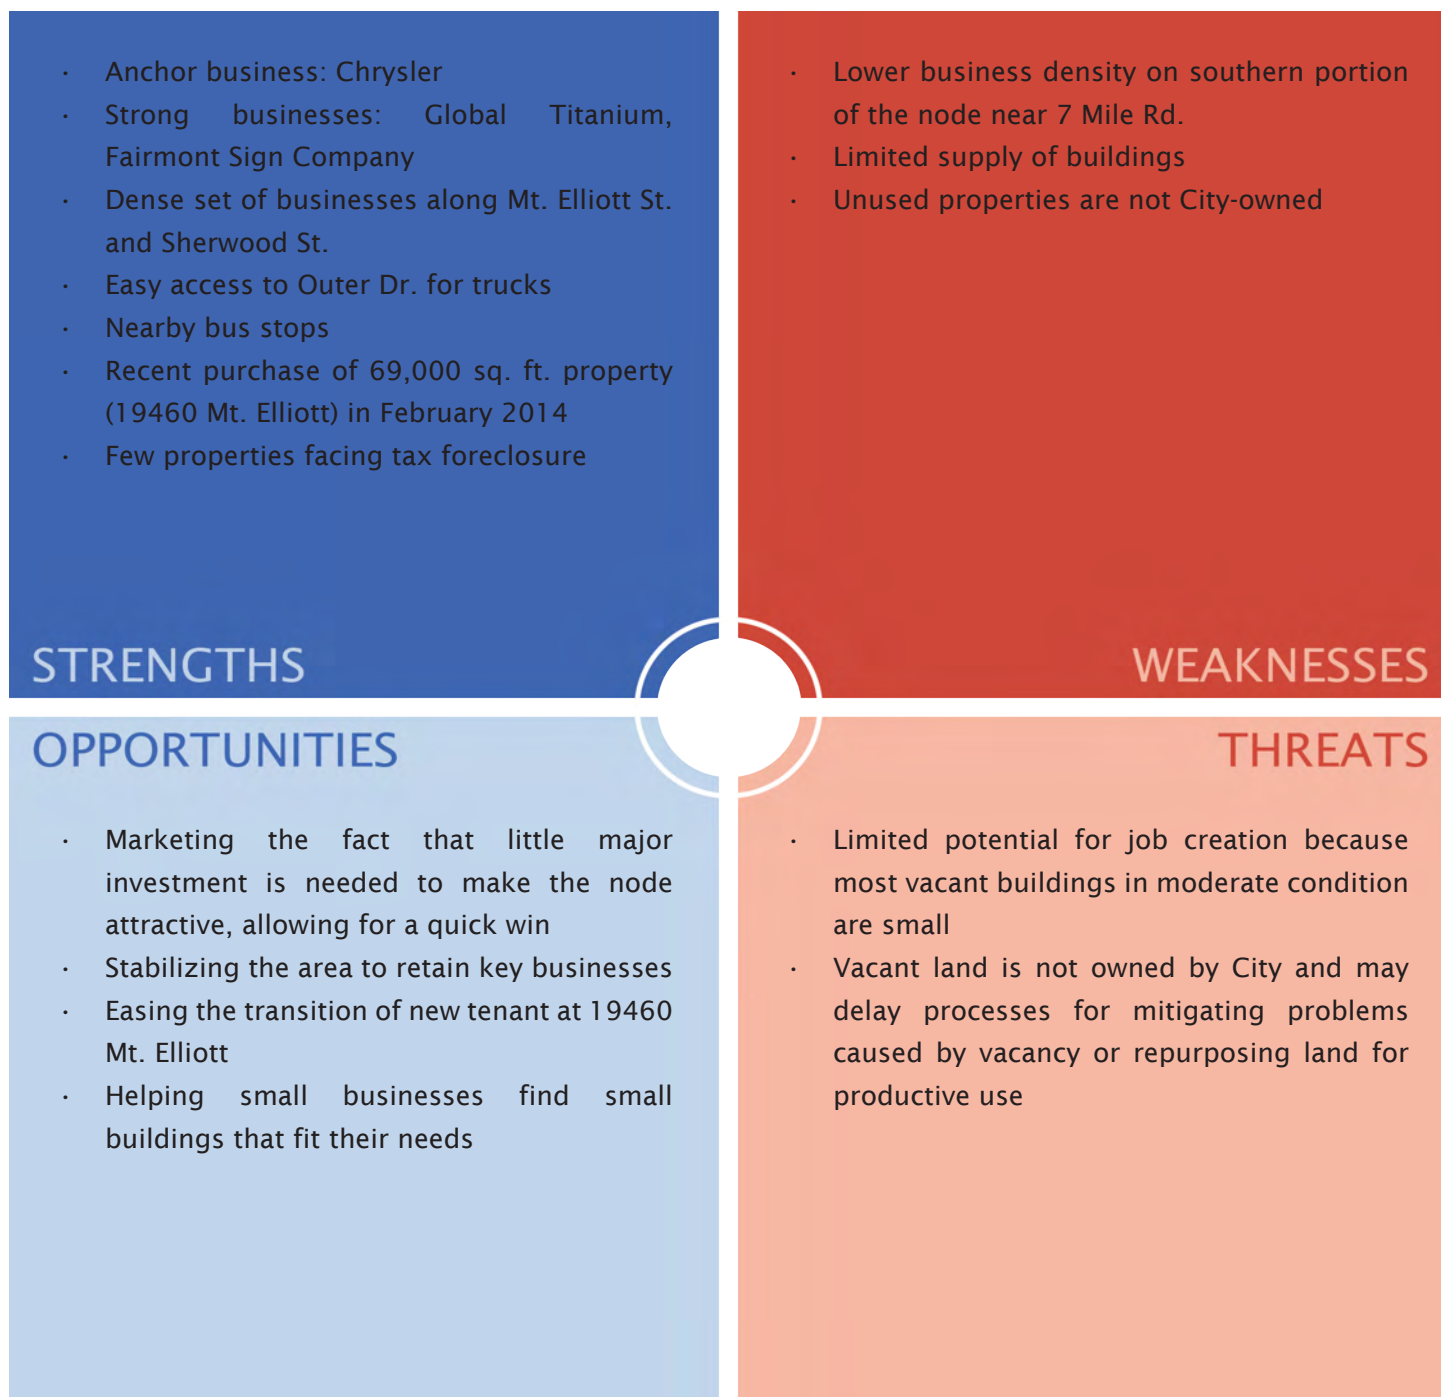 · Anchor business: Chrysler
· Strong businesses: Global Titanium,
Fairmont Sign Company
· Dense set of businesses along Mt. Elliott St.
and Sherwood St.
· Easy access to Outer Dr. for trucks
· Nearby bus stops
· Recent purchase of 69,000 sq. ft. property
(19460 Mt. Elliott) in February 2014
· Few properties facing tax foreclosure
STRENGTHS
· Lower business density on southern portion
of the node near 7 Mile Rd.
· Limited supply of buildings
· Unused properties are not City-owned
WEAKNESSES
OPPORTUNITIES
· Marketing the fact that little major
investment is needed to make the node
attractive, allowing for a quick win
· Stabilizing the area to retain key businesses
· Easing the transition of new tenant at 19460
Mt. Elliott
· Helping small businesses find small
buildings that fit their needs
THREATS
· Limited potential for job creation because
most vacant buildings in moderate condition
are small
· Vacant land is not owned by City and may
delay processes for mitigating problems
caused by vacancy or repurposing land for
productive use